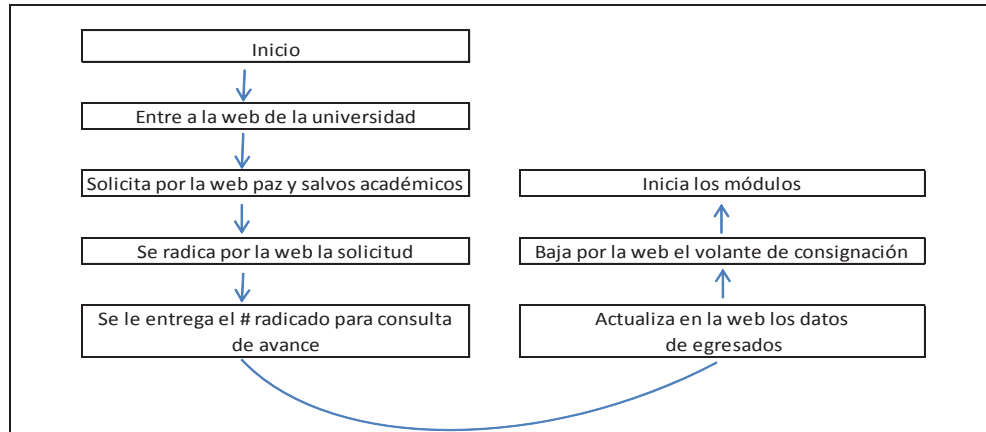 Inicio
Entre a la web de la universidad
Solicita por la web paz y salvos académicos
Se radica por la web la solicitud
Se le entrega el # radicado para consulta
de avance
Actualiza en la web los datos
de egresados
Baja por la web el volante de consignación
Inicia los módulos